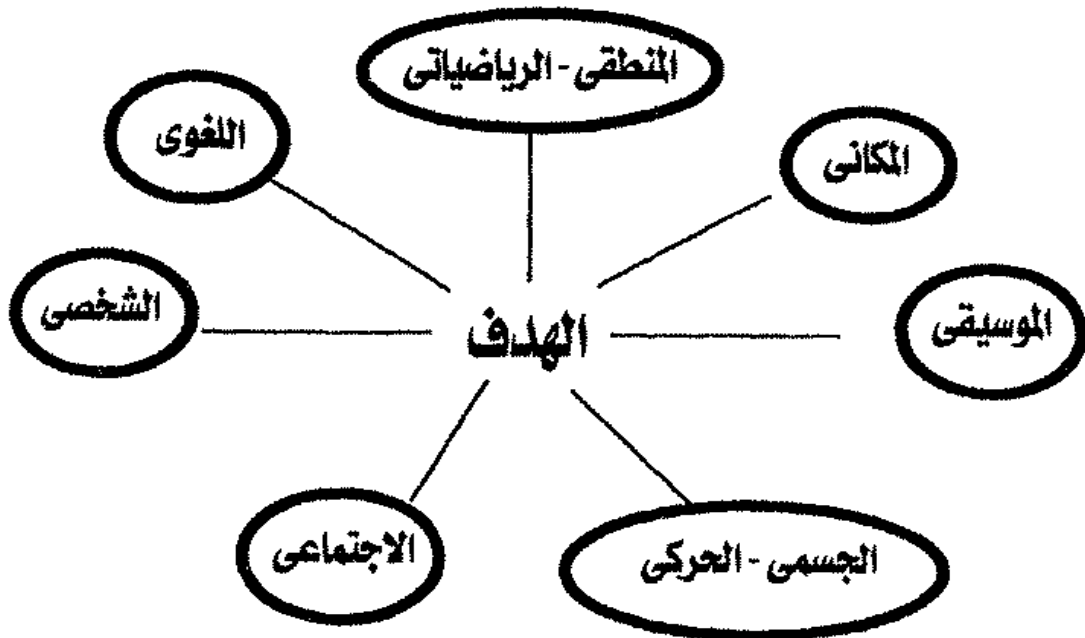 المنطقى - الرياضياتى
اللغوى
المكانى
الشخصى
الهدف
الموسيقى
الاجتماعى
الجسمى - الحركى